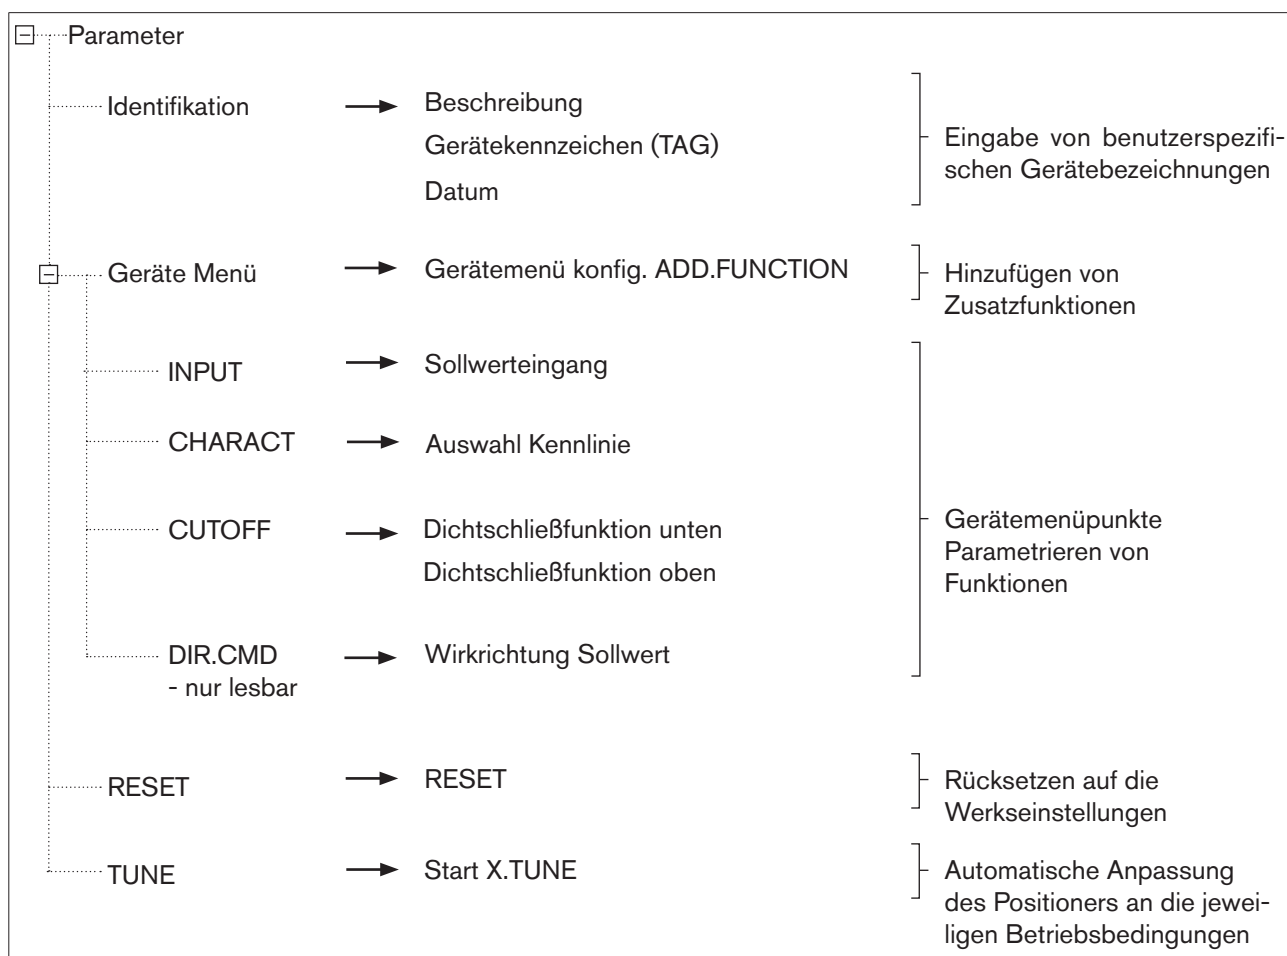 Parameter
Identifikation
Beschreibung
Gerätekennzeichen (TAG)
Datum
Eingabe von benutzerspezifi-
schen Gerätebezeichnungen
Geräte Menü
Gerätemenü konfig. ADD.FUNCTION
Hinzufügen von
Zusatzfunktionen
INPUT
Sollwerteingang
CHARACT
Auswahl Kennlinie
CUTOFF
Dichtschließfunktion unten
Dichtschließfunktion oben
Gerätemenüpunkte
Parametrieren von
Funktionen
DIR.CMD
- nur lesbar
Wirkrichtung Sollwert
RESET
RESET
Rücksetzen auf die
Werkseinstellungen
TUNE
Start X.TUNE
Automatische Anpassung
des Positioners an die jewei-
ligen Betriebsbedingungen